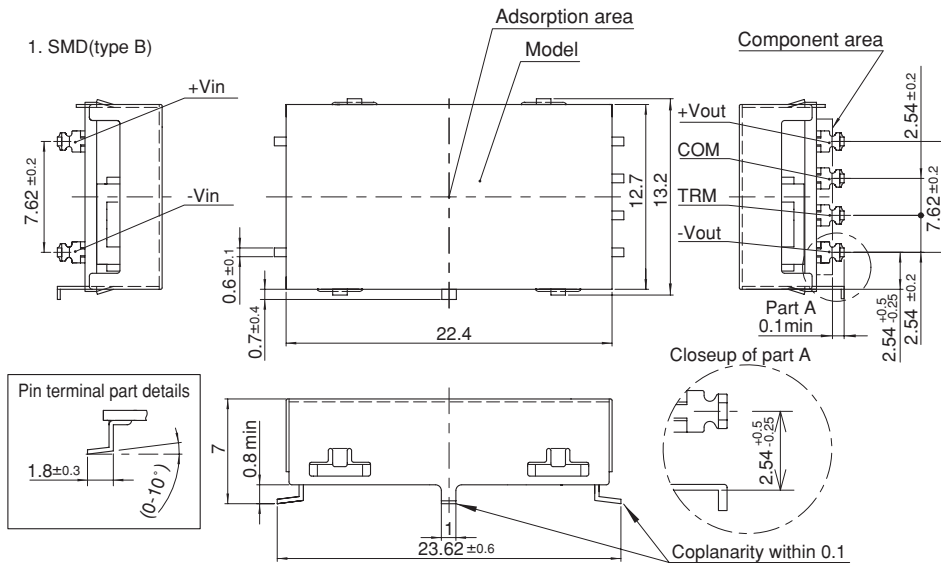 1. SMD(type B)
Adsorption area
Model
Component area
+Vin
-Vin
7.62 ±0.2
0.6±0.1
0.7±0.4
22.4
12.7
13.2
+Vout
COM
TRM
-Vout
2.54±0.2
7.62±0.2
Part A
0.1min
2.54 +0.5 -0.25
2.54 ±0.2
Closeup of part A
2.54 +0.5 -0.25
Pin terminal part details
1.8±0.3
(0-10°)
7
0.8 min
1
23.62 ±0.6
Coplanarity within 0.1